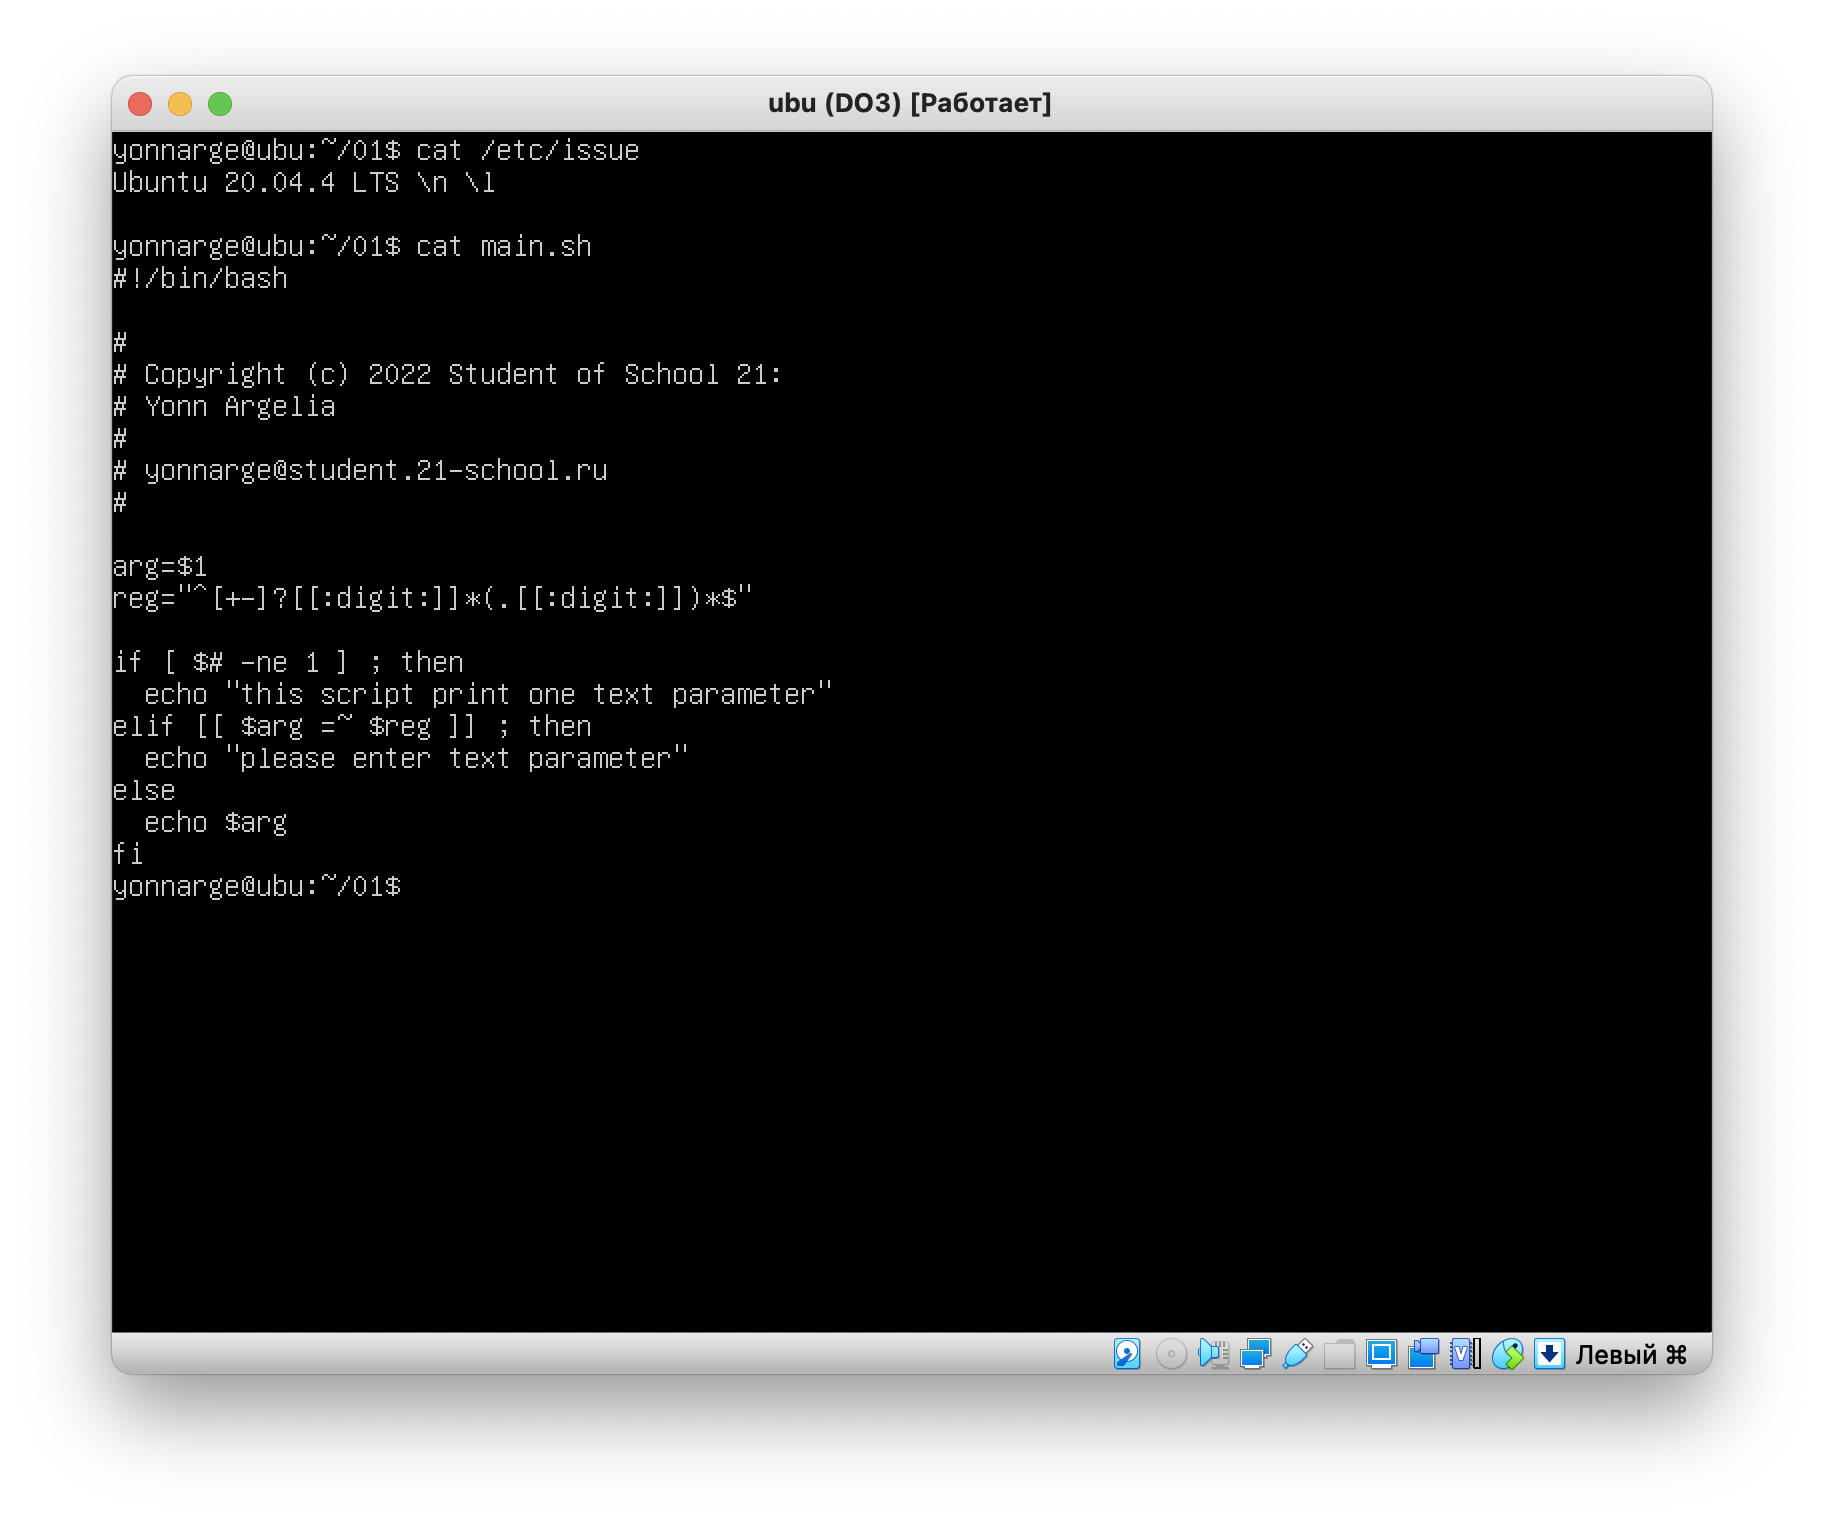 ubu (DO3) [Работает]
yonnarge@ubu:~/01$ cat /etc/issue
Ubuntu 20.04.4 LTS \n \l
yonnarge@ubu:~/01$ cat main.sh
#!/bin/bash
#
# Copyright (c) 2022 Student of School 21:
# Yonn Argelia
#
# yonnarge@student.21-school.ru
#
arg=$1
reg="^[+-]?[[:digit:]]*(.[[:digit:]])*$"
if [ $# -ne 1 ] ; then
  echo "this script print one text parameter"
elif [[ $arg =~ $reg ]] ; then
  echo "please enter text parameter"
else
  echo $arg
fi
yonnarge@ubu:~/01$
Левый ⌘